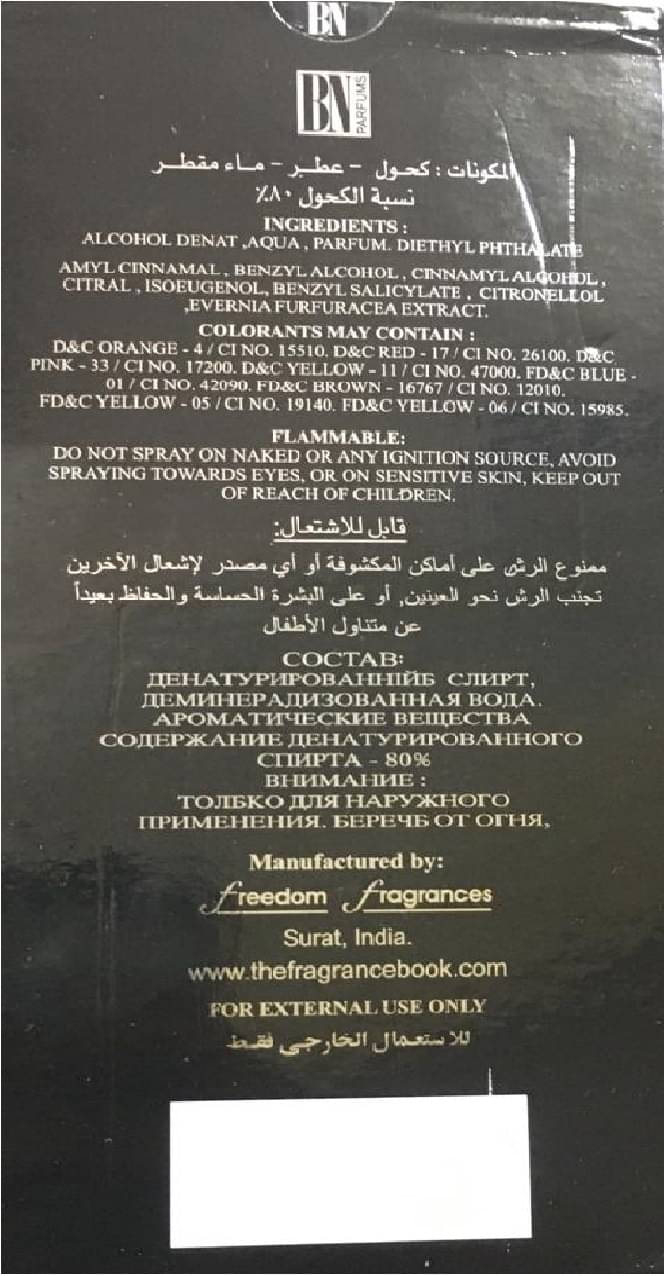 BN
BN PARFUMS
المكونات : كحول - عطر - ماء مقطر
نسبة الكحول ٨٠٪
INGREDIENTS :
ALCOHOL DENAT ,AQUA , PARFUM. DIETHYL PHTHALATE
AMYL CINNAMAL , BENZYL ALCOHOL , CINNAMYL ALCOHOL ,
CITRAL , ISOEUGENOL, BENZYL SALICYLATE , CITRONELLOL
,EVERNIA FURFURACEA EXTRACT.
COLORANTS MAY CONTAIN :
D&C ORANGE - 4 / CI NO. 15510. D&C RED - 17 / CI NO. 26100. D&C
PINK - 33 / CI NO. 17200. D&C YELLOW - 11 / CI NO. 47000. FD&C BLUE -
01 / CI NO. 42090. FD&C BROWN - 16767 / CI NO. 12010.
FD&C YELLOW - 05 / CI NO. 19140. FD&C YELLOW - 06 / CI NO. 15985.
FLAMMABLE:
DO NOT SPRAY ON NAKED OR ANY IGNITION SOURCE, AVOID
SPRAYING TOWARDS EYES, OR ON SENSITIVE SKIN, KEEP OUT
OF REACH OF CHILDREN.
قابل للاشتعال:
ممنوع الرش على أماكن المكشوفة أو أي مصدر لإشعال الآخرين
تجنب الرش نحو العينين, أو على البشرة الحساسة والحفاظ بعيداً
عن متناول الأطفال
СОСТАВ:
ДЕНАТУРИРОВАННІЙБ СЛИРТ,
ДЕМИНЕРАЛИЗОВАННАЯ ВОДА.
АРОМАТИЧЕСКИЕ ВЕЩЕСТВА
СОДЕРЖАНИЕ ДЕНАТУРИРОВАННОГО
СПИРТА - 80%
ВНИМАНИЕ :
ТОЛБКО ДЛЯ НАРУЖНОГО
ПРИМЕНЕНИЯ. БЕРЕЧБ ОТ ОГНЯ,
Manufactured by:
freedom fragrances
Surat, India.
www.thefragrancebook.com
FOR EXTERNAL USE ONLY
للاستعمال الخارجي فقط